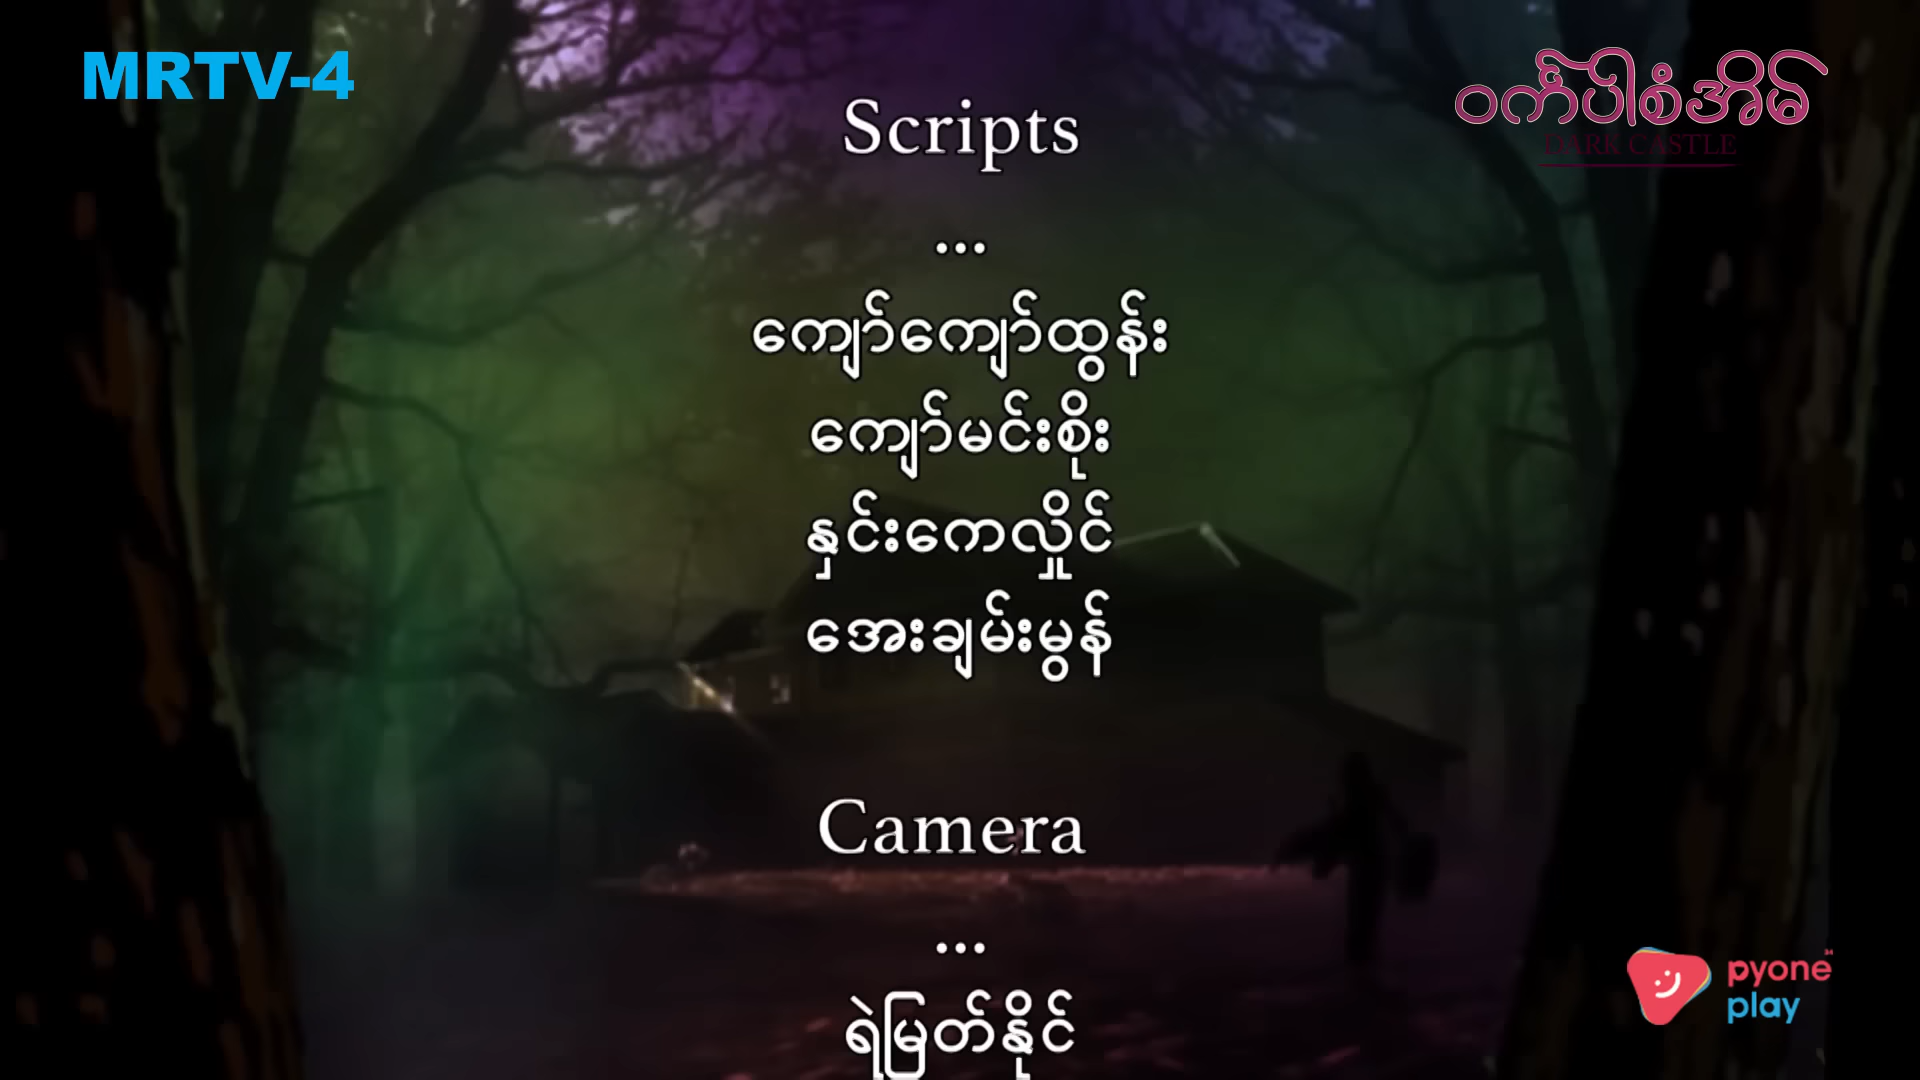 MRTV-4
ဝင်္ကပါစံအိမ်
DARK CASTLE
Scripts
...
ကျော်ကျော်ထွန်း
ကျော်မင်းစိုး
နှင်းကေလှိုင်
အေးချမ်းမွန်
Camera
...
ရဲမြတ်နိုင်
pyone
play